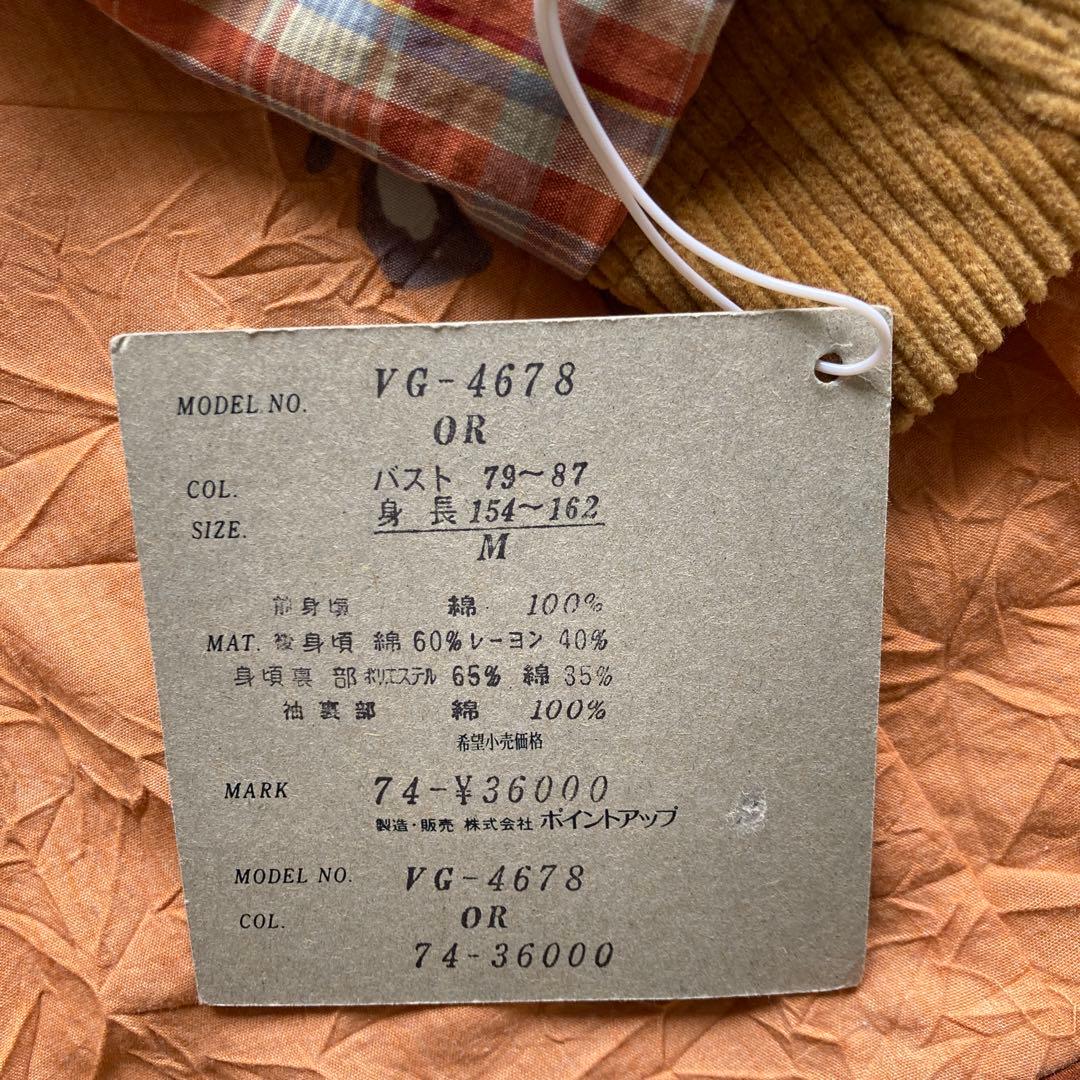 MODEL NO. VG-4678
OR
COL. バスト 79〜87
SIZE. 身長 154〜162
M
前身頃 綿 100%
MAT. 後身頃 綿 60% レーヨン 40%
身頃裏部 ポリエステル 65% 綿 35%
袖裏部 綿 100%
希望小売価格
MARK 74-¥36000
製造・販売 株式会社 ポイントアップ
MODEL NO. VG-4678
COL. OR
74-36000